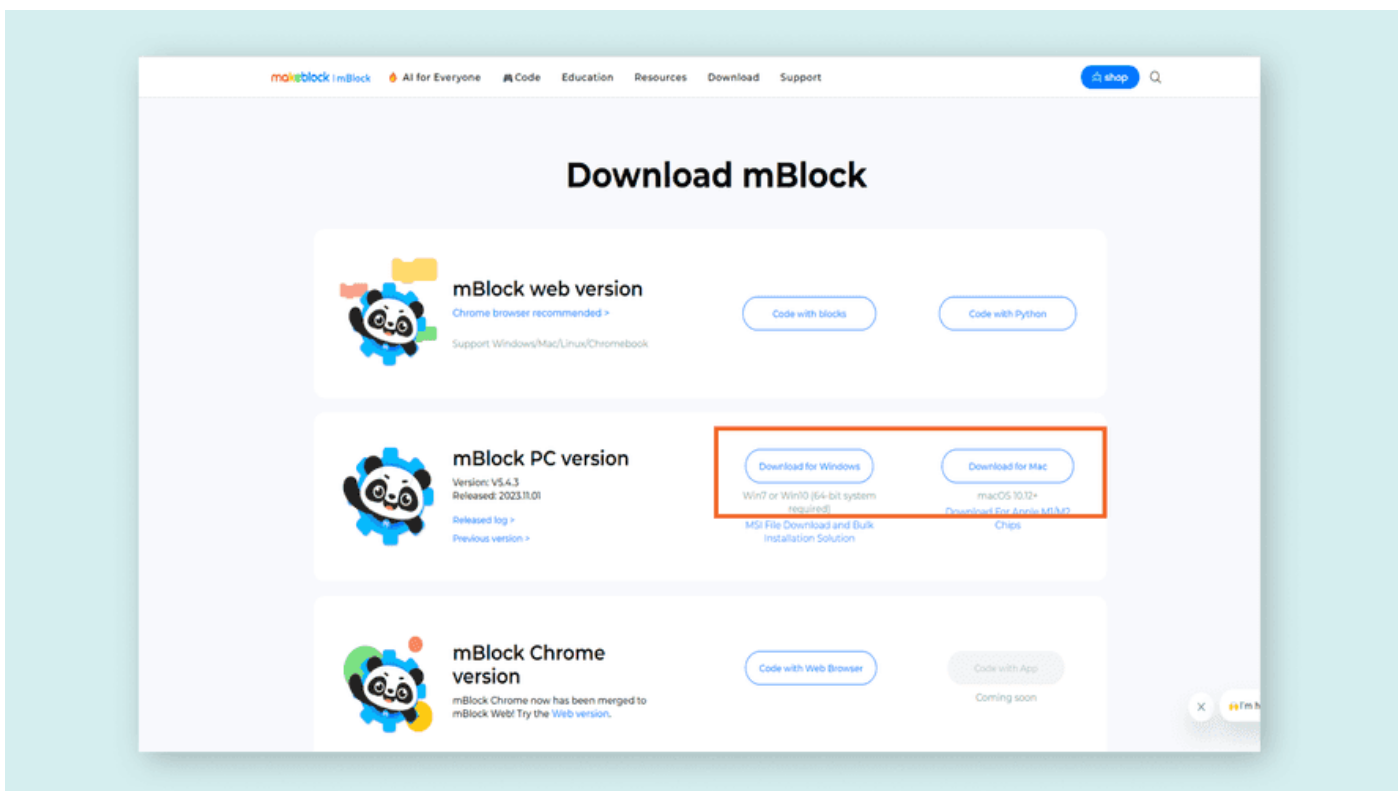 makeblock | mBlock
🔥 AI for Everyone
Code
Education
Resources
Download
Support
shop
Download mBlock
mBlock web version
Chrome browser recommended >
Support Windows/Mac/Linux/Chromebook
Code with blocks
Code with Python
mBlock PC version
Version: V5.4.3
Released: 2023.11.01
Released log >
Previous version >
Download for Windows
Win7 or Win10 (64-bit system
required)
MSI File Download and Bulk
Installation Solution
Download for Mac
macOS 10.12+
Download For Apple M1/M2
Chips
mBlock Chrome
version
mBlock Chrome now has been merged to
mBlock Web! Try the Web version.
Code with Web Browser
Code with App
Coming soon
🙌I'm h